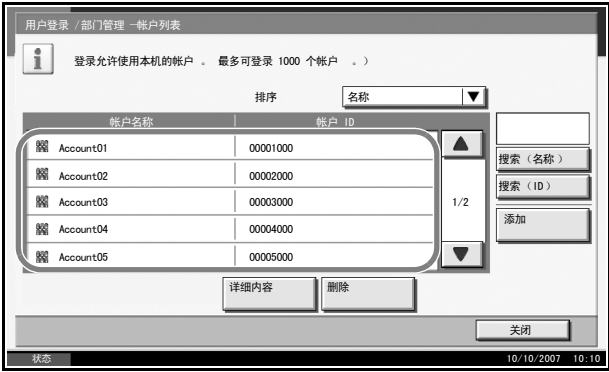 用户登录 /部门管理 -帐户列表
登录允许使用本机的帐户 。 最多可登录 1000 个帐户 。）
排序 名称
帐户名称 帐户 ID
Account01 00001000
Account02 00002000
Account03 00003000
Account04 00004000
Account05 00005000
1/2
搜索（名称）
搜索（ID）
添加
详细内容 删除
关闭
状态 10/10/2007 10:10